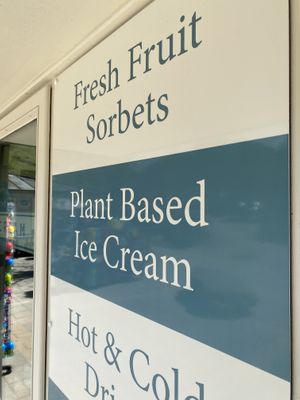 Fresh Fruit
Sorbets
Plant Based
Ice Cream
Hot & Cold